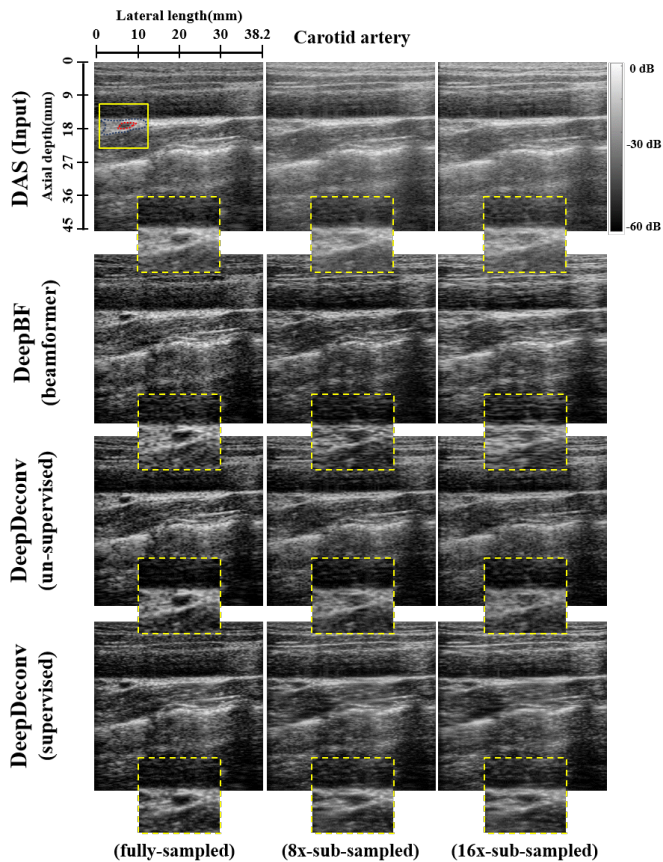 Lateral length(mm)
0 10 20 30 38.2
Carotid artery
DAS (Input)
Axial depth(mm)
0
9
18
27
36
45
0 dB
-30 dB
-60 dB
DeepBF
(beamformer)
DeepDeconv
(un-supervised)
DeepDeconv
(supervised)
(fully-sampled) (8x-sub-sampled) (16x-sub-sampled)